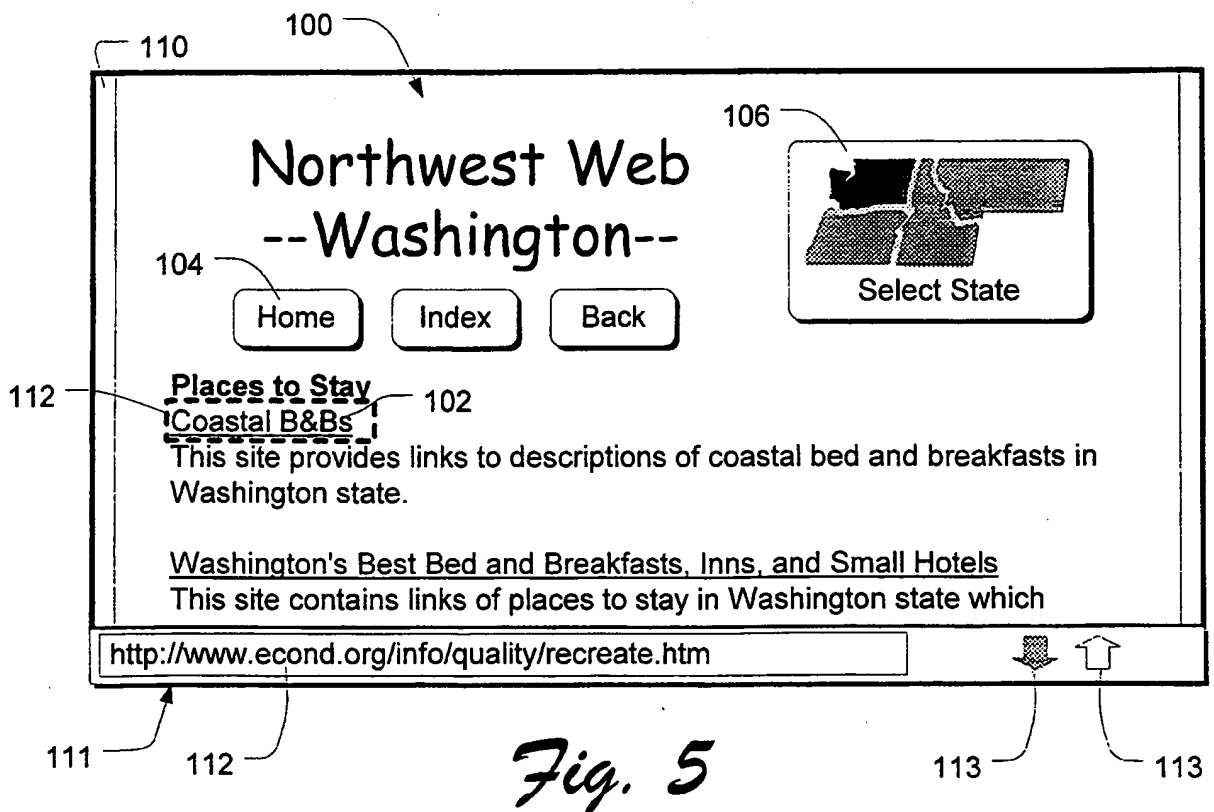 100
110
106
Northwest Web
--Washington--
104
Home Index Back
Select State
112
Places to Stay
102
Coastal B&Bs
This site provides links to descriptions of coastal bed and breakfasts in
Washington state.
Washington's Best Bed and Breakfasts, Inns, and Small Hotels
This site contains links of places to stay in Washington state which
http://www.econd.org/info/quality/recreate.htm
111
112
113
113
Fig. 5